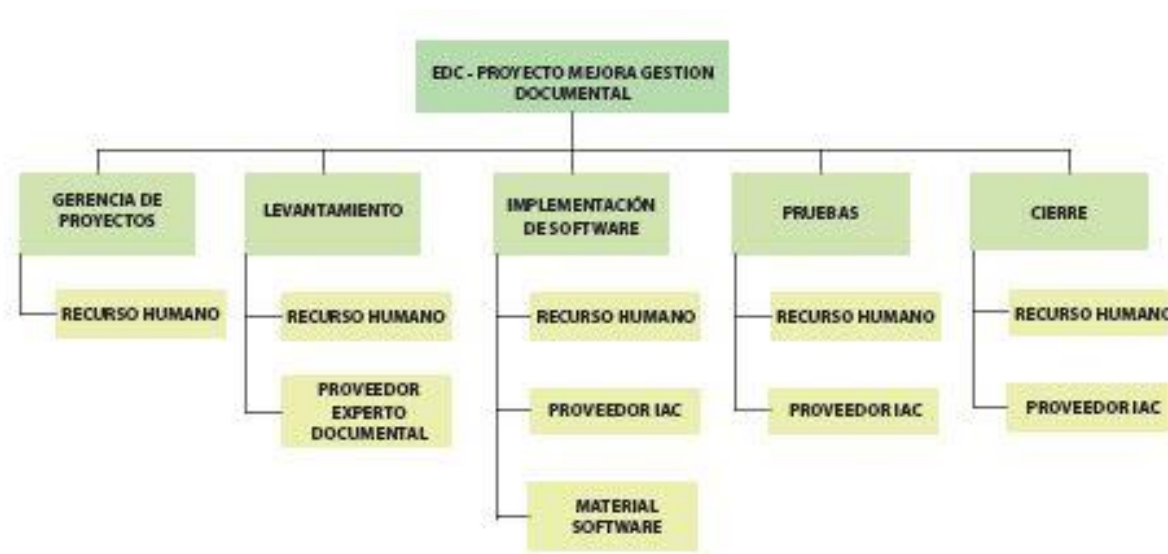 EDC - PROYECTO MEJORA GESTION
DOCUMENTAL
GERENCIA DE
PROYECTOS
LEVANTAMIENTO
IMPLEMENTACIÓN
DE SOFTWARE
PRUEBAS
CIERRE
RECURSO HUMANO
RECURSO HUMANO
RECURSO HUMANO
RECURSO HUMANO
RECURSO HUMANO
PROVEEDOR
EXPERTO
DOCUMENTAL
PROVEEDOR IAC
PROVEEDOR IAC
PROVEEDOR IAC
MATERIAL
SOFTWARE